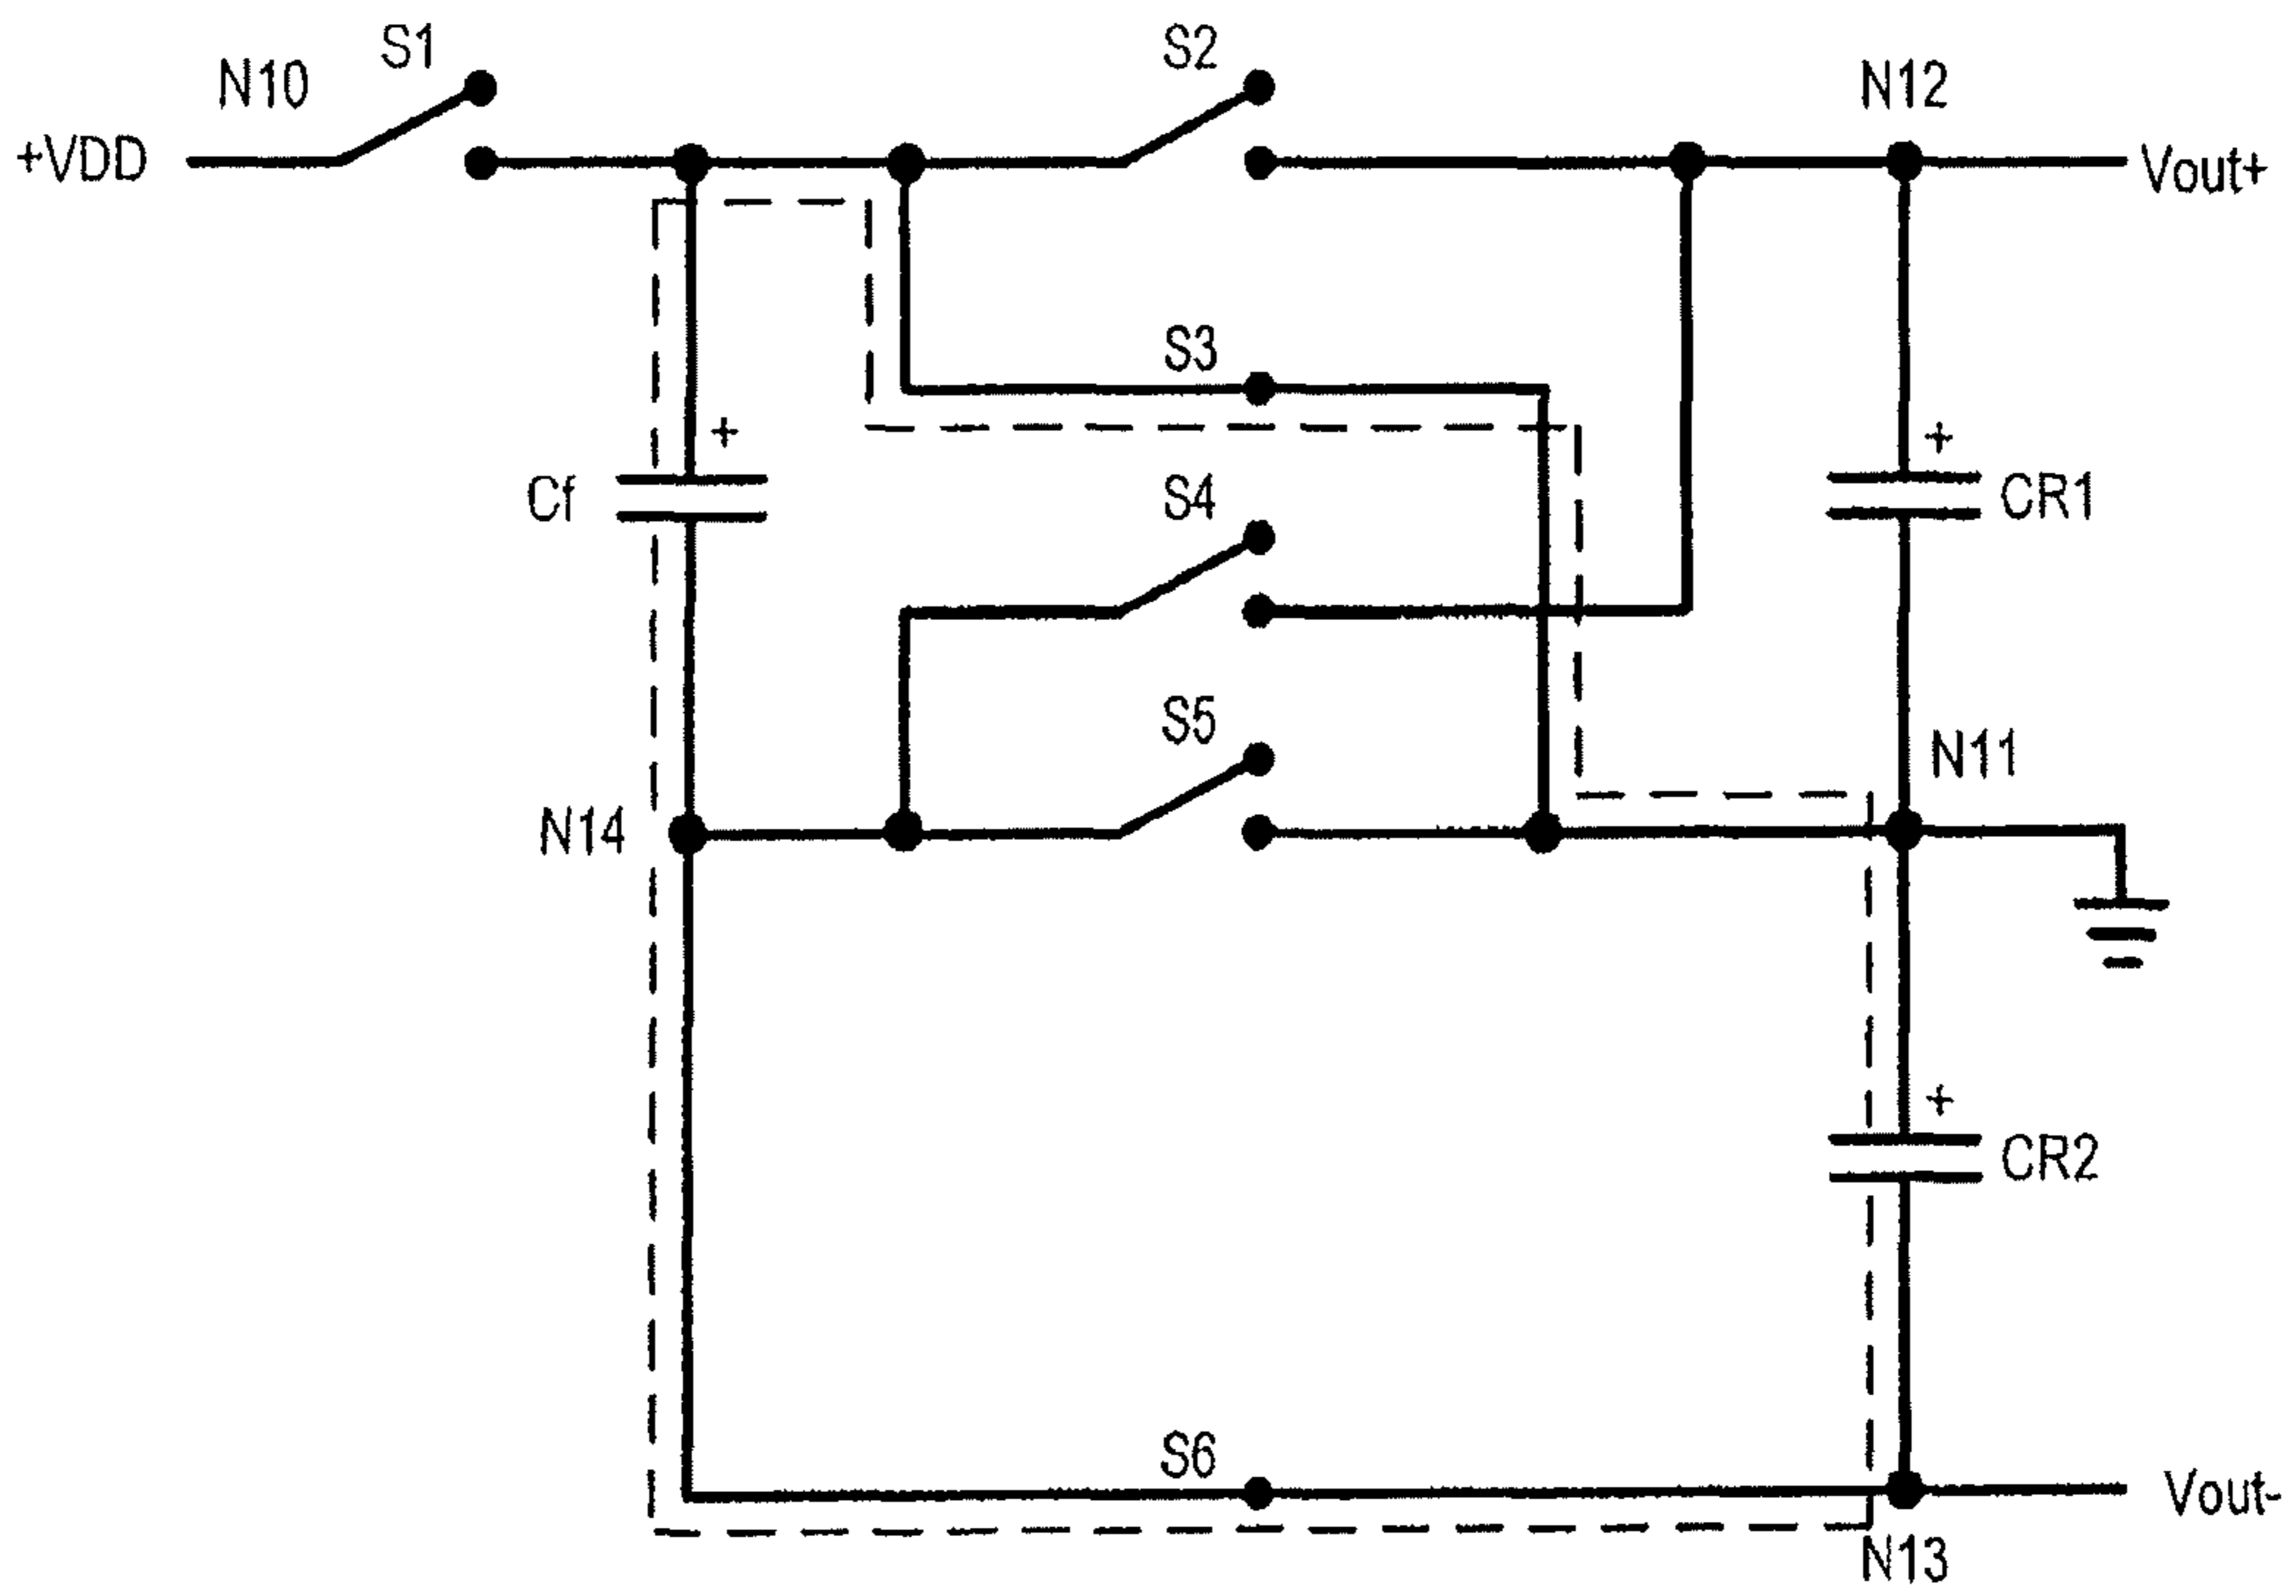 S1
S2
N10
N12
+VDD
Vout+
S3
+
+
Cf
S4
CR1
S5
N11
N14
+
CR2
S6
Vout-
N13